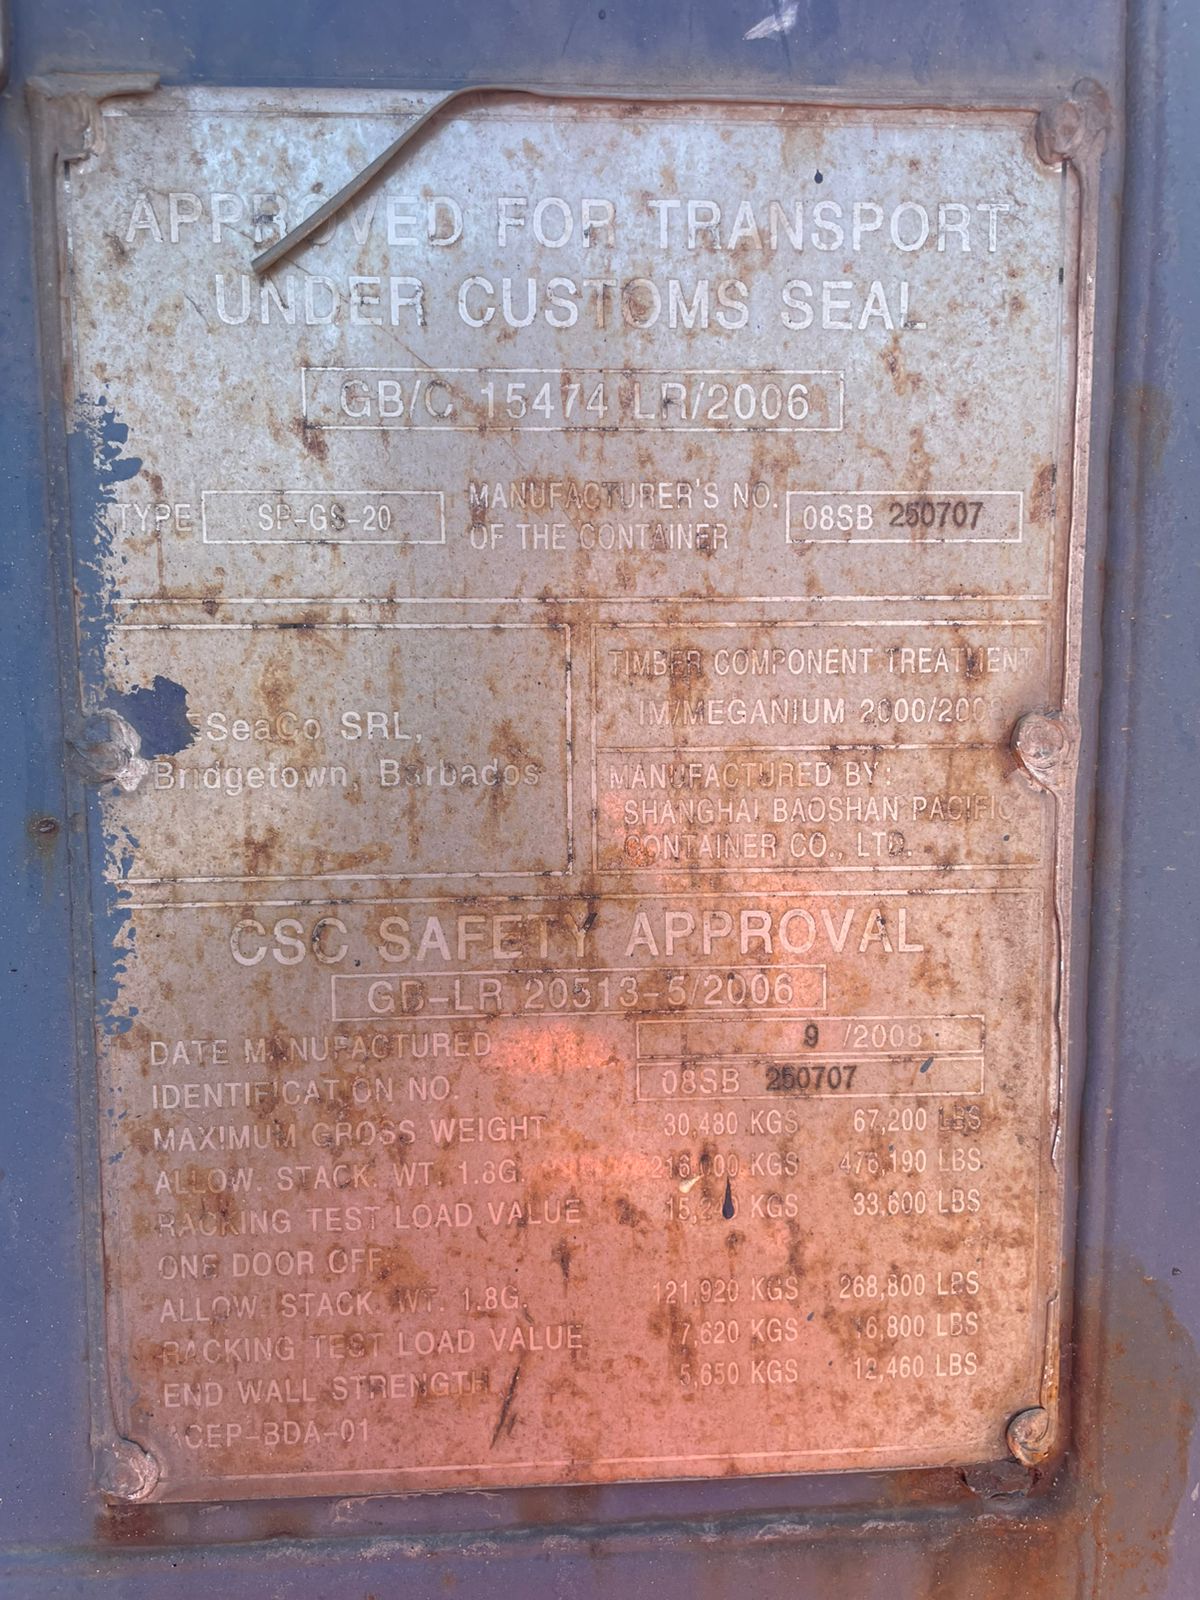 APPROVED FOR TRANSPORT
UNDER CUSTOMS SEAL
GB/C 15474 LR/2006
TYPE SP-GS-20
MANUFACTURER'S NO.
OF THE CONTAINER
08SB 250707
SeaCo SRL,
Bridgetown, Barbados
TIMBER COMPONENT TREATMENT
IM/MEGANIUM
MANUFACTURED BY:
SHANGHAI BAOSHAN PACIFIC
CONTAINER CO., LTD.
CSC SAFETY APPROVAL
GB-LR 20513-5/2006
DATE MANUFACTURED 9 /2008
IDENTIFICATION NO. 08SB 250707
MAXIMUM GROSS WEIGHT 30,480 KGS 67,200 LBS
ALLOW. STACK. WT. 1.8G. KGS 476,190 LBS
RACKING TEST LOAD VALUE KGS 33,600 LBS
ONE DOOR OFF
ALLOW. STACK. WT. 1.8G. 121,920 KGS 268,800 LBS
RACKING TEST LOAD VALUE 7,620 KGS 16,800 LBS
END WALL STRENGTH 5,650 KGS 12,460 LBS
ACEP-BDA-01